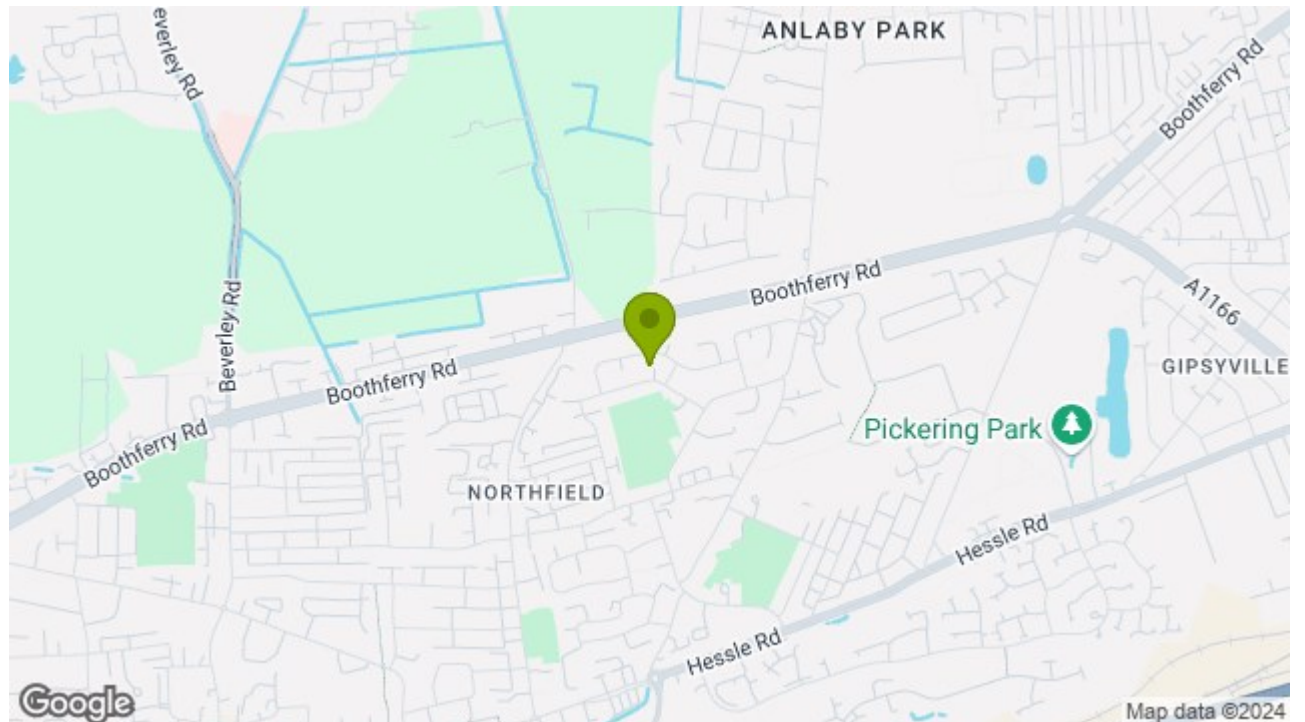 everley Rd
ANLABY PARK
Boothferry Rd
Boothferry Rd
A1166
Beverley Rd
Boothferry Rd
GIPSYVILLE
Boothferry Rd
Pickering Park
NORTHFIELD
Hessle Rd
Hessle Rd
Google
Map data ©2024